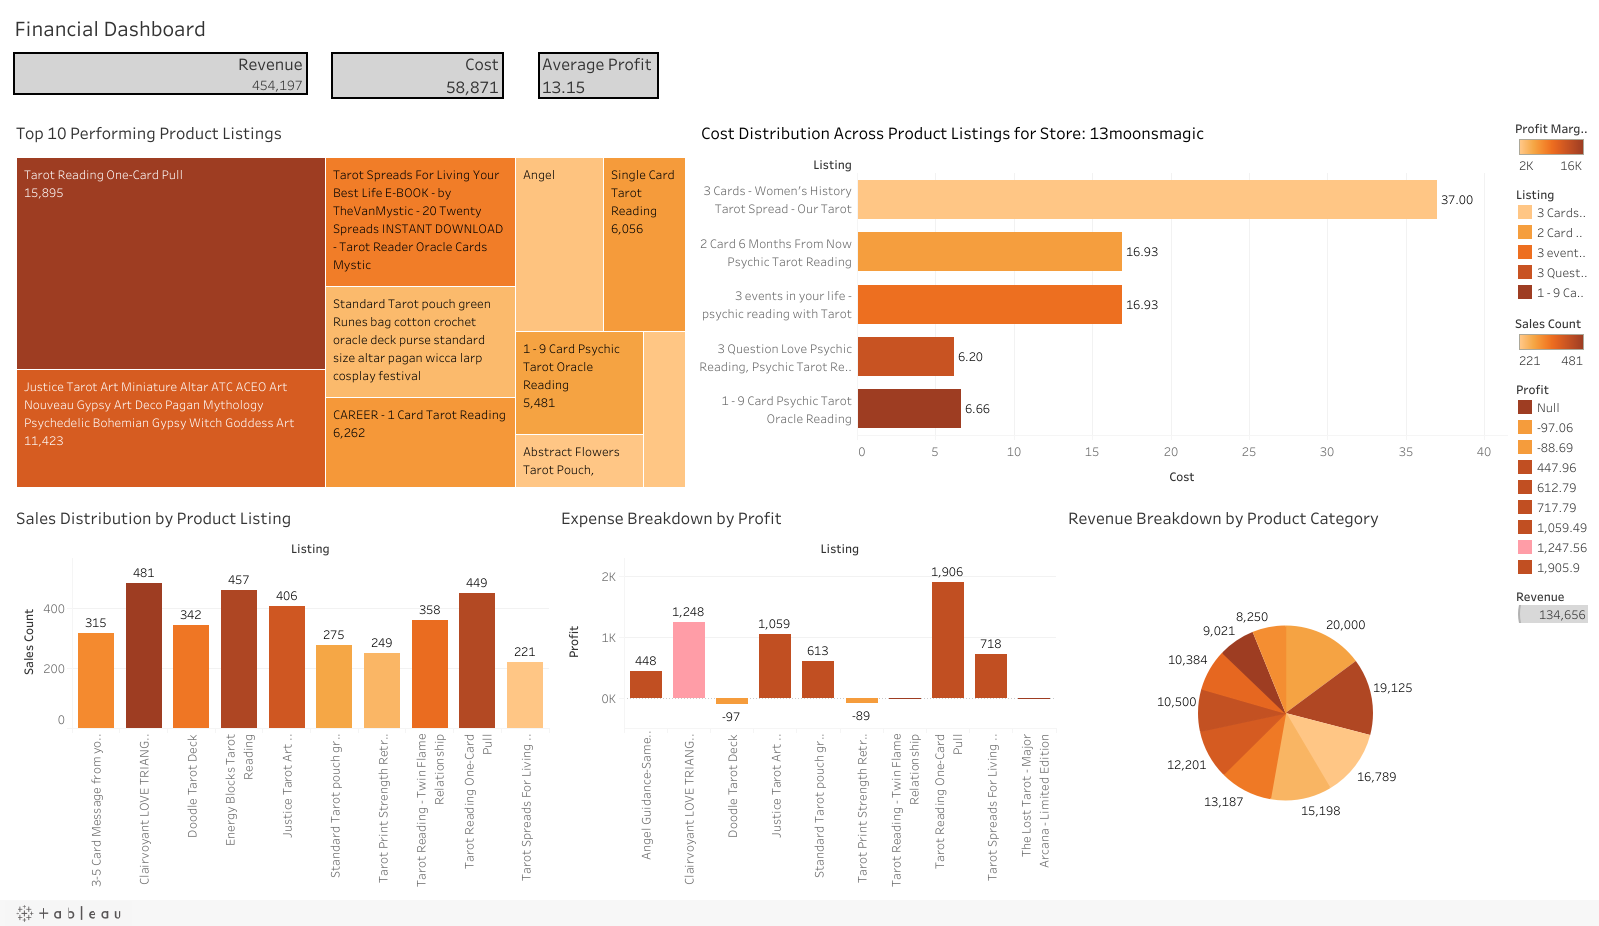 Financial Dashboard
Revenue
454,197
Cost
58,871
Average Profit
13.15
Top 10 Performing Product Listings
Tarot Reading One-Card Pull
15,895
Justice Tarot Art Miniature Altar ATC ACEO Art
Nouveau Gypsy Art Deco Pagan Mythology
Psychedelic Bohemian Gypsy Witch Goddess Art
11,423
Tarot Spreads For Living Your
Best Life E-BOOK - by
TheVanMystic - 20 Twenty
Spreads INSTANT DOWNLOAD
- Tarot Reader Oracle Cards
Mystic
Standard Tarot pouch green
Runes bag cotton crochet
oracle deck purse standard
size altar pagan wicca larp
cosplay festival
CAREER - 1 Card Tarot Reading
6,262
Angel
Single Card
Tarot
Reading
6,056
1 - 9 Card Psychic
Tarot Oracle
Reading
5,481
Abstract Flowers
Tarot Pouch,
Cost Distribution Across Product Listings for Store: 13moonsmagic
Listing
3 Cards - Women's History
Tarot Spread - Our Tarot
37.00
2 Card 6 Months From Now
Psychic Tarot Reading
16.93
3 events in your life -
psychic reading with Tarot
16.93
3 Question Love Psychic
Reading, Psychic Tarot Re..
6.20
1 - 9 Card Psychic Tarot
Oracle Reading
6.66
0
5
10
15
20
25
30
35
40
Cost
Profit Marg..
2K
16K
Listing
3 Cards..
2 Card ..
3 event..
3 Quest..
1 - 9 Ca..
Sales Count
221
481
Profit
Null
-97.06
-88.69
447.96
612.79
717.79
1,059.49
1,247.56
1,905.9
Revenue
134,656
Sales Distribution by Product Listing
Listing
Sales Count
400
200
0
315
481
342
457
406
275
249
358
449
221
3-5 Card Message from yo..
Clairvoyant LOVE TRIANG..
Doodle Tarot Deck
Energy Blocks Tarot
Reading
Justice Tarot Art ..
Standard Tarot pouch gr..
Tarot Print Strength Retr..
Tarot Reading - Twin Flame
Relationship
Tarot Reading One-Card
Pull
Tarot Spreads For Living ..
Expense Breakdown by Profit
Listing
Profit
2K
1K
0K
448
1,248
-97
1,059
613
-89
1,906
718
Angel Guidance-Same..
Clairvoyant LOVE TRIANG..
Doodle Tarot Deck
Justice Tarot Art ..
Standard Tarot pouch gr..
Tarot Print Strength Retr..
Tarot Reading - Twin Flame
Relationship
Tarot Reading One-Card
Pull
Tarot Spreads For Living ..
The Lost Tarot - Major
Arcana - Limited Edition
Revenue Breakdown by Product Category
20,000
19,125
16,789
15,198
13,187
12,201
10,500
10,384
9,021
8,250
+ableau